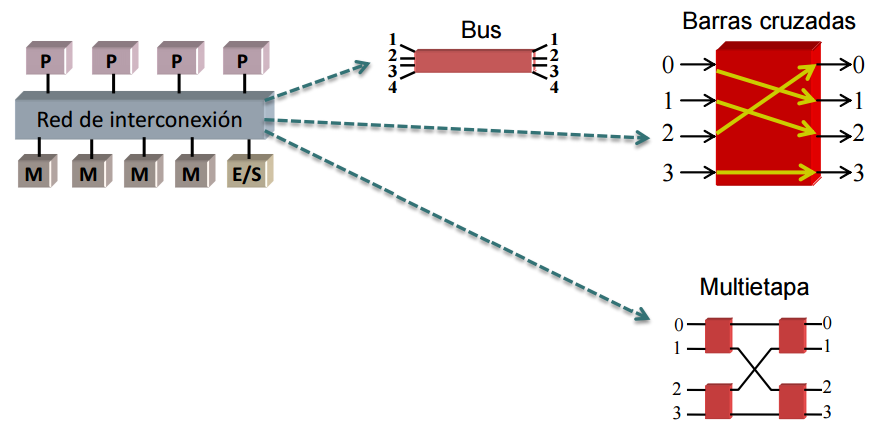 P P P P
Red de interconexión
M M M M E/S
Bus
1 1
2 2
3 3
4 4
Barras cruzadas
0 0
1 1
2 2
3 3
Multietapa
0 0
1 1
2 2
3 3